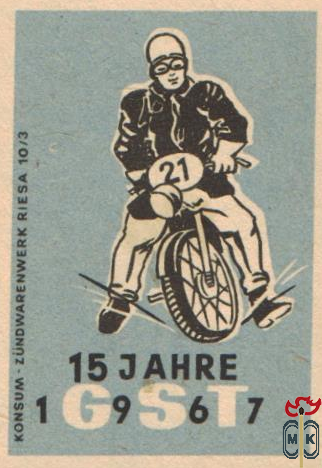 KONSUM - ZÜNDWARENWERK RIESA 10/3
21
15 JAHRE
1 G 9 S 6 T 7
MK